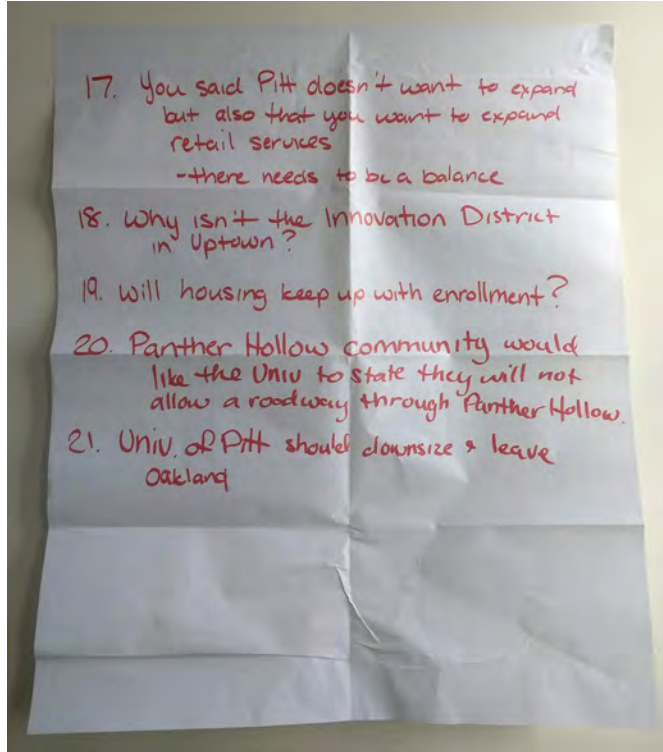 17. You said Pitt doesn't want to expand
but also that you want to expand
retail services
-there needs to be a balance
18. Why isn't the Innovation District
in Uptown?
19. Will housing keep up with enrollment?
20. Panther Hollow community would
like the Univ to state they will not
allow a roadway through Panther Hollow.
21. Univ. of Pitt should downsize & leave
Oakland